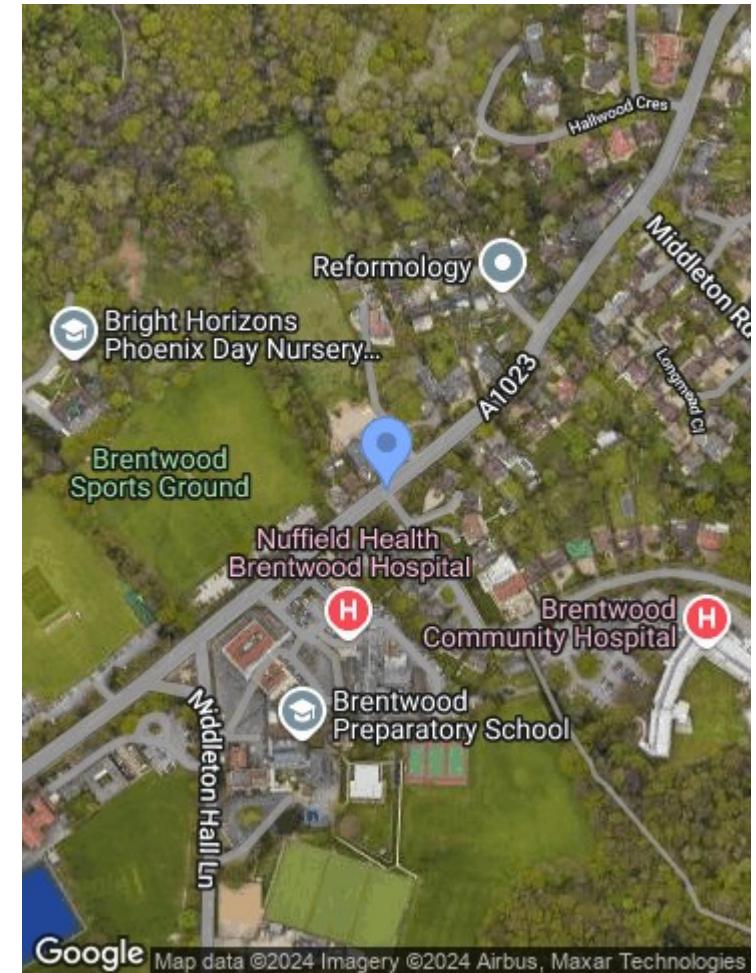 Hallwood Cres
Reformology
Middleton Rd
Bright Horizons
Phoenix Day Nursery...
A1023
Longmead Cl
Brentwood
Sports Ground
Nuffield Health
Brentwood Hospital
H
Brentwood
Community Hospital
H
Brentwood
Preparatory School
Middleton Hall Ln
Google
Map data ©2024 Imagery ©2024 Airbus, Maxar Technologies